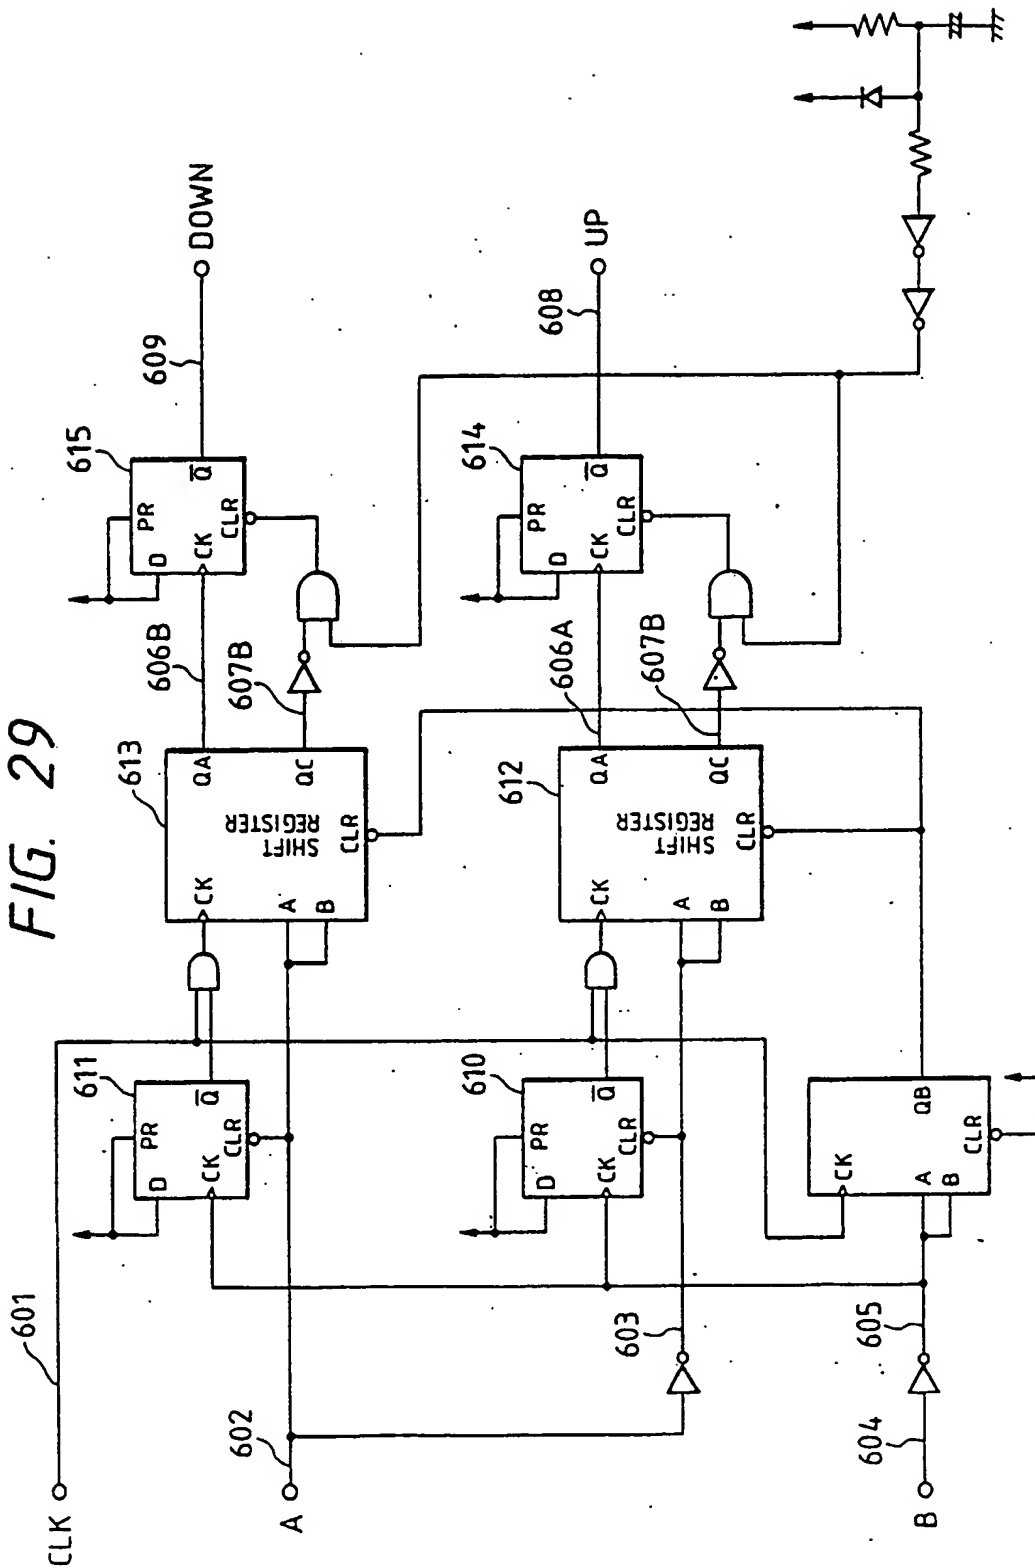 FIG. 29
CLK
601
611
PR
D
Q
CK
CLR
613
CK
QA
A
SHIFT
REGISTER
B
QC
CLR
606B
607B
615
PR
D
Q
CK
CLR
609
DOWN
A
602
610
PR
D
Q
CK
CLR
612
CK
QA
A
SHIFT
REGISTER
B
QC
CLR
606A
607B
614
PR
D
Q
CK
CLR
608
UP
603
B
604
605
CK
A
B
QB
CLR